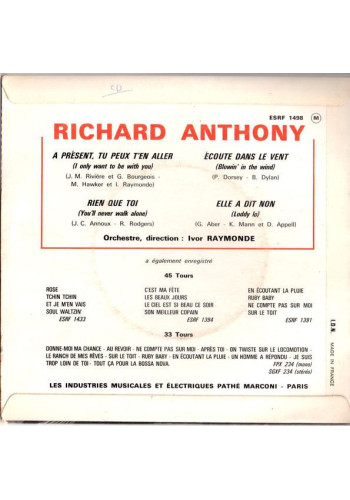 ESRF 1498 M
RICHARD ANTHONY
A PRÉSENT, TU PEUX T'EN ALLER
(I only want to be with you)
(J. M. Rivière et G. Bourgeois -
M. Hawker et I. Raymonde)
ÉCOUTE DANS LE VENT
(Blowin' in the wind)
(P. Dorsey - B. Dylan)
RIEN QUE TOI
(You'll never walk alone)
(J. C. Annoux - R. Rodgers)
ELLE A DIT NON
(Loddy lo)
(G. Aber - K. Mann et D. Appell)
Orchestre, direction : Ivor RAYMONDE
a également enregistré
45 Tours
ROSE
TCHIN TCHIN
ET JE M'EN VAIS
SOUL WALTZIN'
ESRF 1433
C'EST MA FÊTE
LES BEAUX JOURS
LE CIEL EST SI BEAU CE SOIR
SON MEILLEUR COPAIN
ESRF 1394
EN ÉCOUTANT LA PLUIE
RUBY BABY
NE COMPTE PAS SUR MOI
SUR LE TOIT
ESRF 1391
33 Tours
DONNE-MOI MA CHANCE - AU REVOIR - NE COMPTE PAS SUR MOI - APRÈS TOI - ON TWISTE SUR LE LOCOMOTION -
LE RANCH DE MES RÊVES - SUR LE TOIT - RUBY BABY - EN ÉCOUTANT LA PLUIE - UN HOMME A RÉPONDU - JE SUIS
TROP LOIN DE TOI - TOUT ÇA POUR LA BOSSA NOVA.
FPX 234 (mono)
SGXF 234 (stéréo)
LES INDUSTRIES MUSICALES ET ÉLECTRIQUES PATHÉ MARCONI - PARIS
MADE IN FRANCE